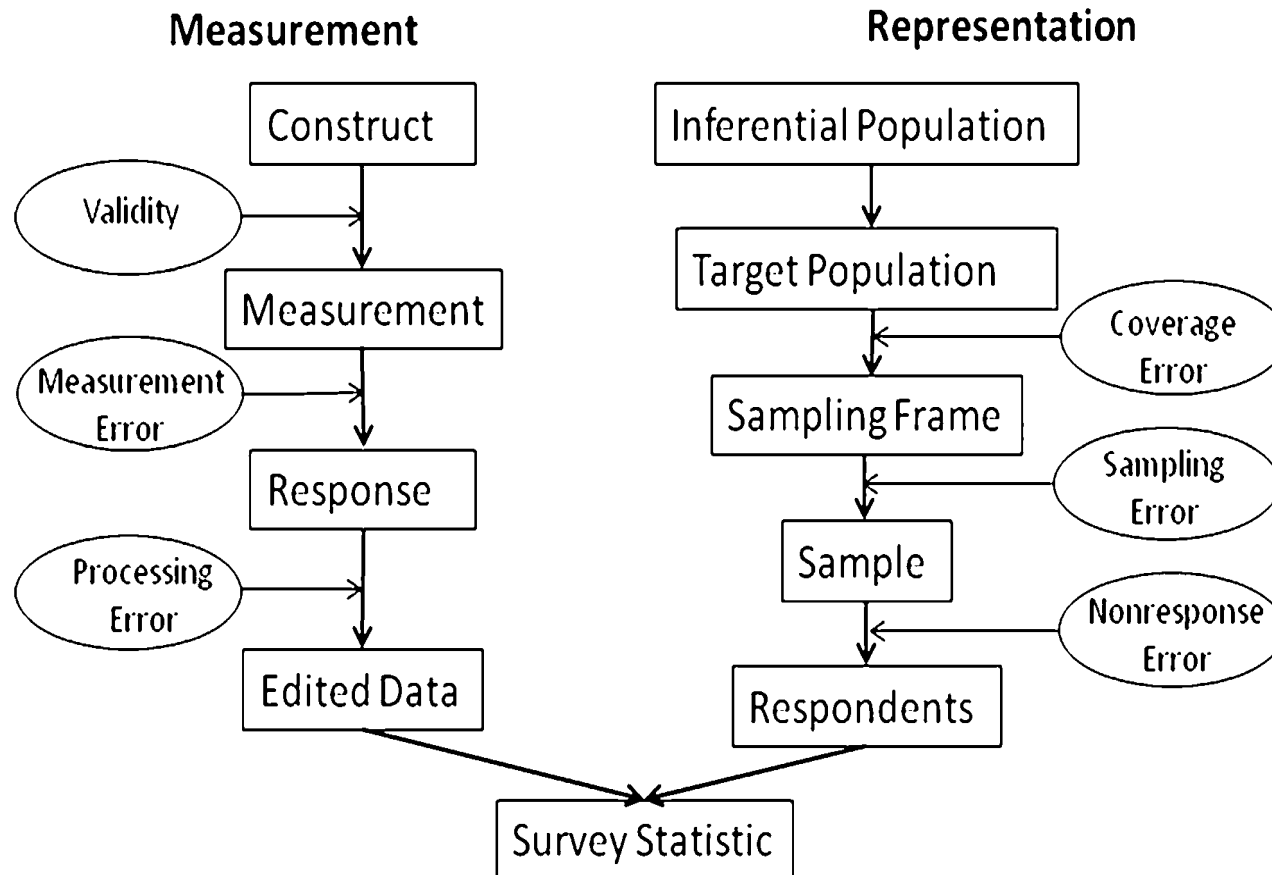 Measurement
Representation
Construct
Inferential Population
Validity
Target Population
Measurement
Coverage
Error
Measurement
Error
Sampling Frame
Response
Sampling
Error
Sample
Processing
Error
Nonresponse
Error
Edited Data
Respondents
Survey Statistic